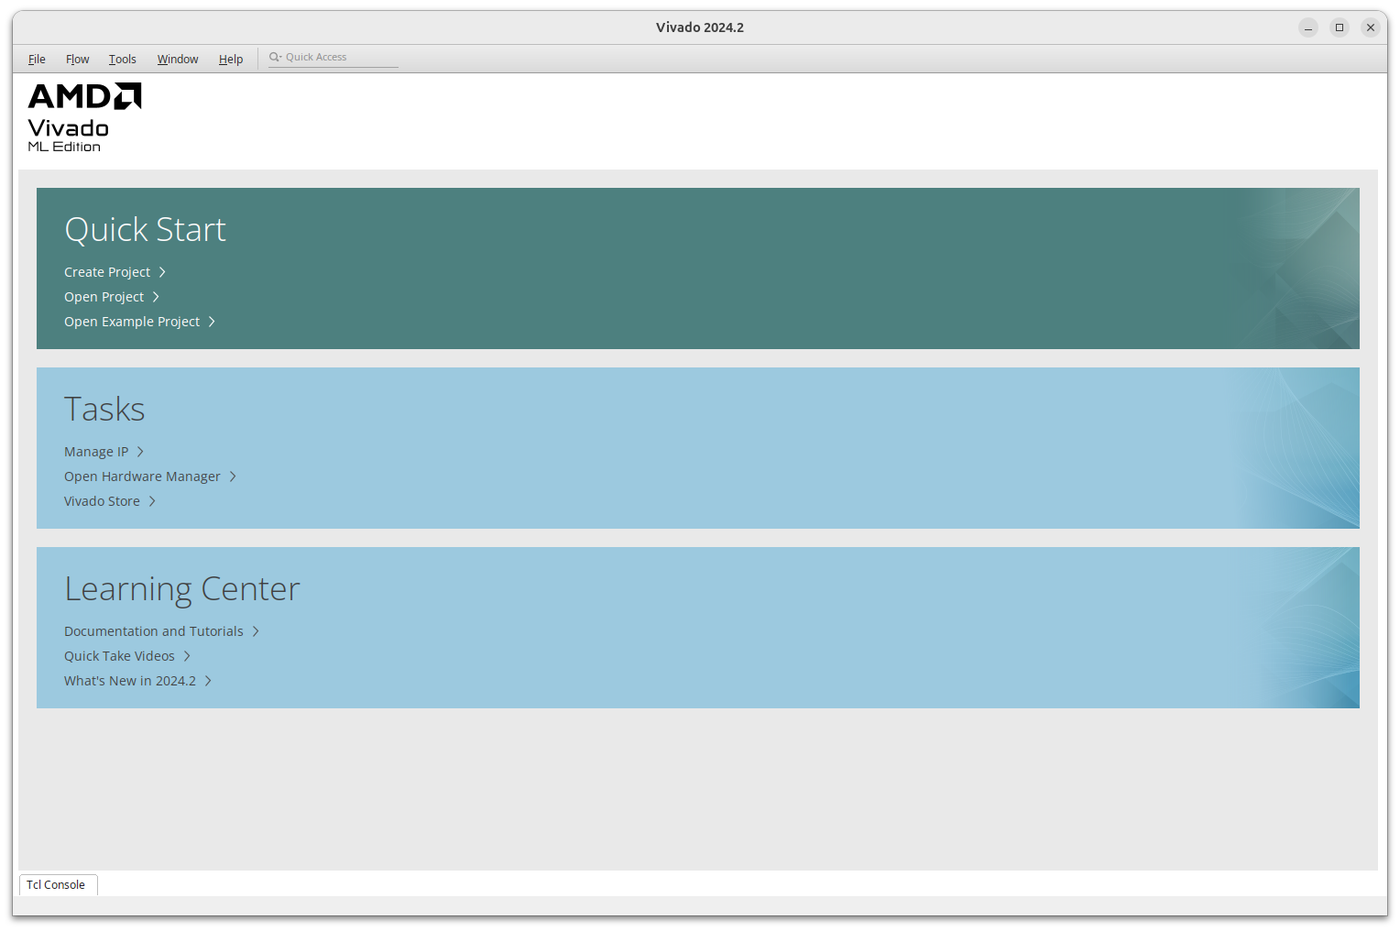 Vivado 2024.2
File Flow Tools Window Help Quick Access
AMD
Vivado
ML Edition
Quick Start
Create Project
Open Project
Open Example Project
Tasks
Manage IP
Open Hardware Manager
Vivado Store
Learning Center
Documentation and Tutorials
Quick Take Videos
What's New in 2024.2
Tcl Console